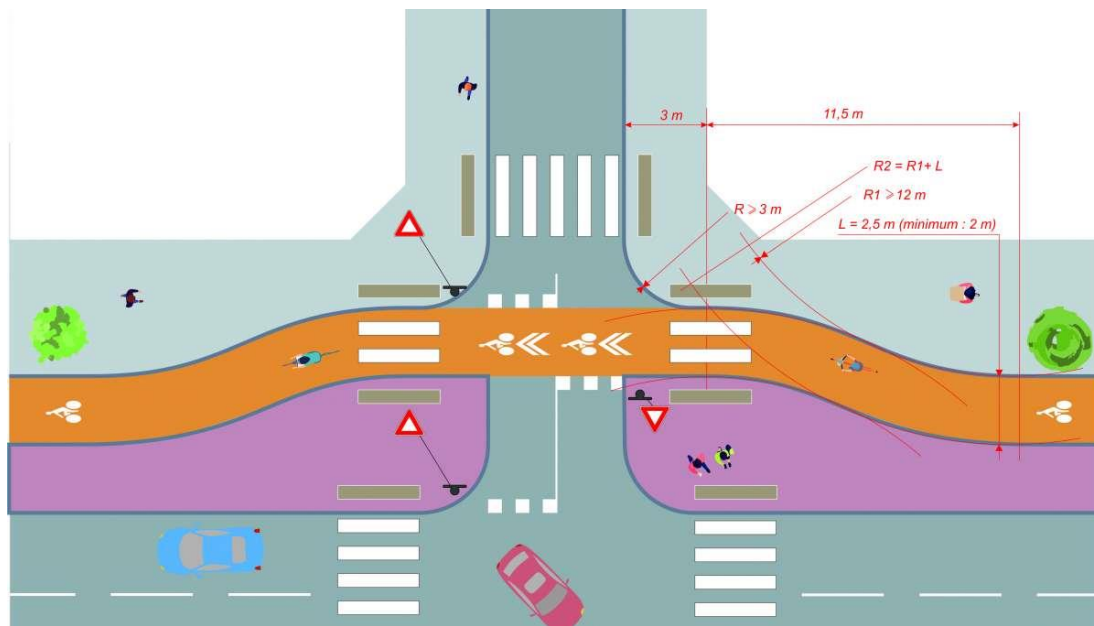 3 m
11,5 m
R2 = R1+ L
R1 ⩾ 12 m
R ⩾ 3 m
L = 2,5 m (minimum : 2 m)